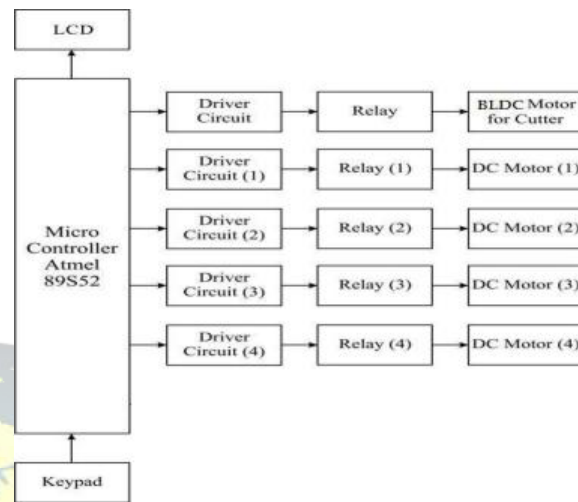 LCD
Micro
Controller
Atmel
89S52
Keypad
Driver
Circuit
Relay
BLDC Motor
for Cutter
Driver
Circuit (1)
Relay (1)
DC Motor (1)
Driver
Circuit (2)
Relay (2)
DC Motor (2)
Driver
Circuit (3)
Relay (3)
DC Motor (3)
Driver
Circuit (4)
Relay (4)
DC Motor (4)